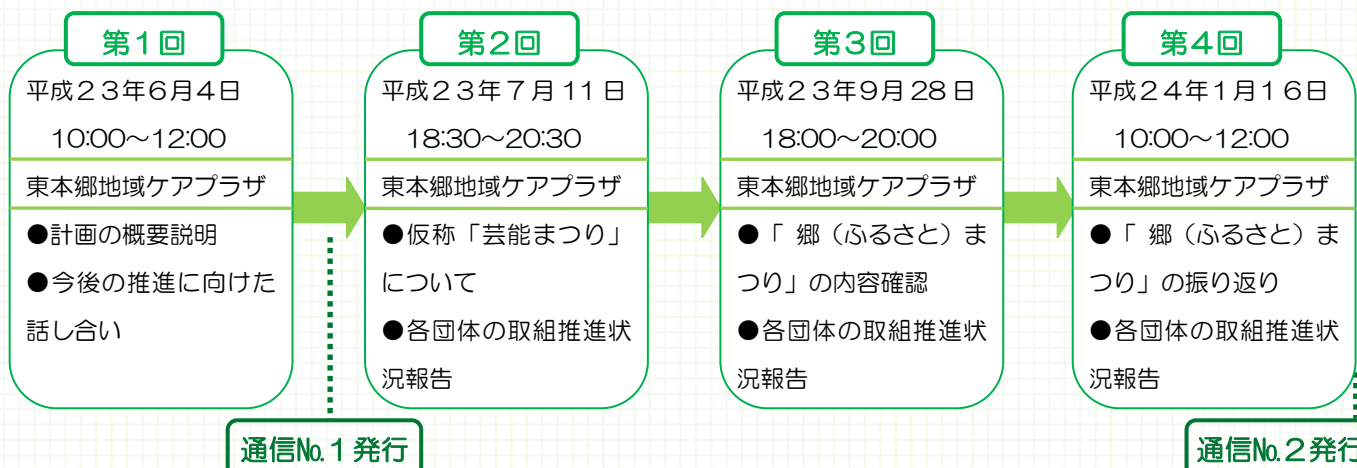 第1回
平成23年6月4日
10:00～12:00
東本郷地域ケアプラザ
●計画の概要説明
●今後の推進に向けた
話し合い
第2回
平成23年7月11日
18:30～20:30
東本郷地域ケアプラザ
●仮称「芸能まつり」
について
●各団体の取組推進状
況報告
第3回
平成23年9月28日
18:00～20:00
東本郷地域ケアプラザ
●「 郷（ふるさと）ま
つり」の内容確認
●各団体の取組推進状
況報告
第4回
平成24年1月16日
10:00～12:00
東本郷地域ケアプラザ
●「 郷（ふるさと）ま
つり」の振り返り
●各団体の取組推進状
況報告
通信№1発行
通信№2発行